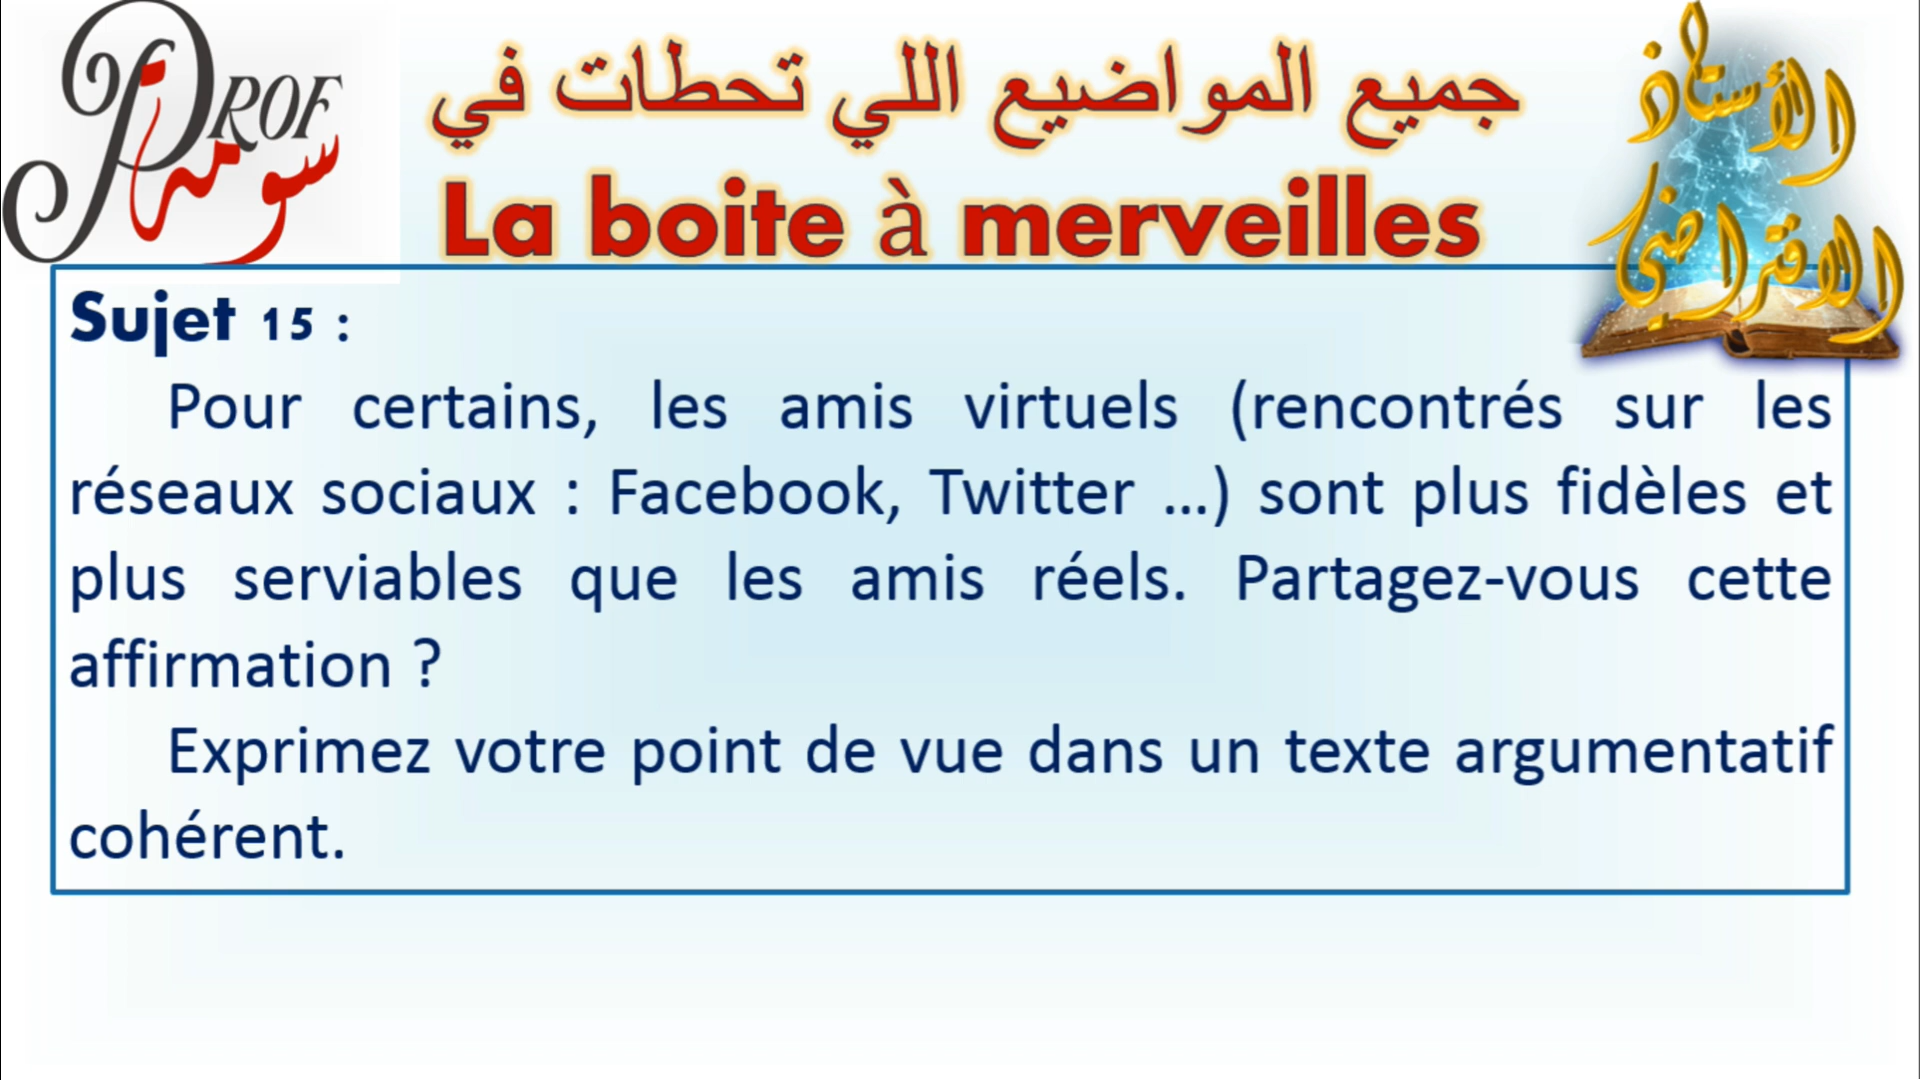 PROF
سومة
جميع المواضيع اللي تحطات في
La boite à merveilles
الأستاذ
الافتراضي
Sujet 15 :
Pour certains, les amis virtuels (rencontrés sur les
réseaux sociaux : Facebook, Twitter ...) sont plus fidèles et
plus serviables que les amis réels. Partagez-vous cette
affirmation ?
Exprimez votre point de vue dans un texte argumentatif
cohérent.